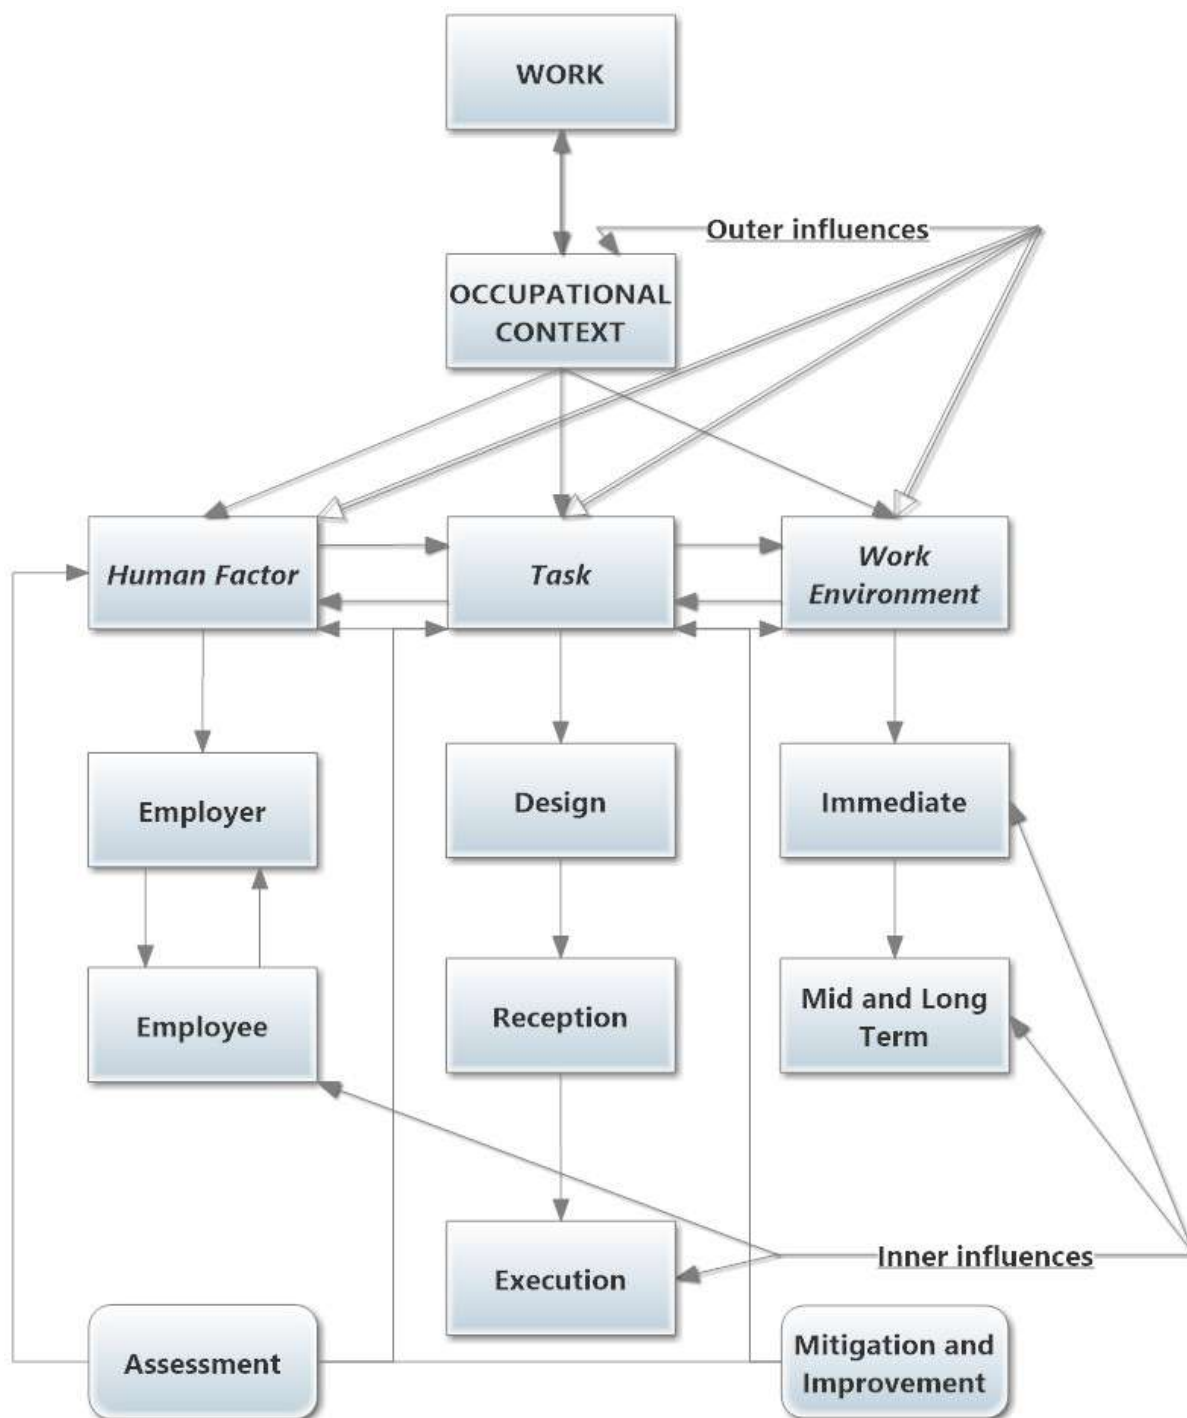 WORK
Outer influences
OCCUPATIONAL
CONTEXT
Human Factor
Task
Work
Environment
Employer
Design
Immediate
Employee
Reception
Mid and Long
Term
Inner influences
Execution
Assessment
Mitigation and
Improvement